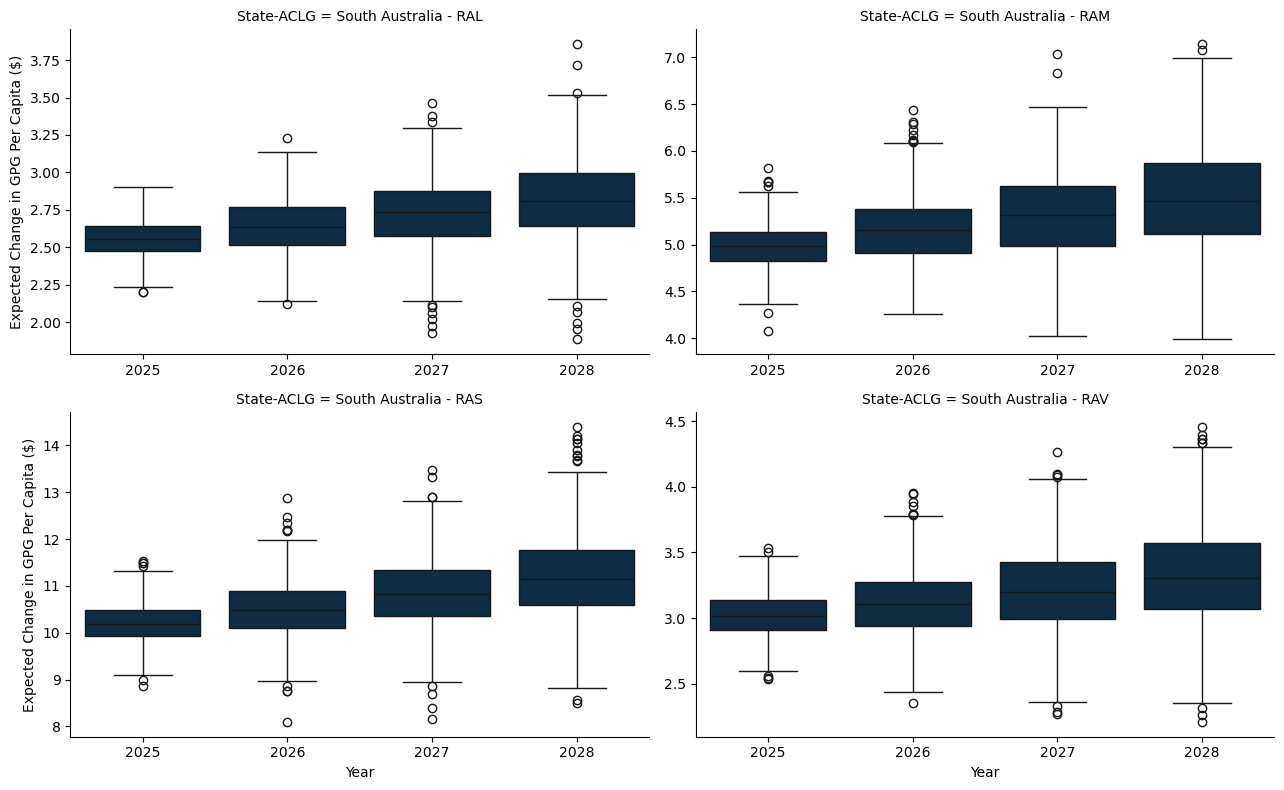 State-ACLG = South Australia - RAL
Expected Change in GPG Per Capita ($)
3.75
3.50
3.25
3.00
2.75
2.50
2.25
2.00
2025 2026 2027 2028
State-ACLG = South Australia - RAM
7.0
6.5
6.0
5.5
5.0
4.5
4.0
2025 2026 2027 2028
State-ACLG = South Australia - RAS
Expected Change in GPG Per Capita ($)
14
13
12
11
10
9
8
2025 2026 2027 2028
Year
State-ACLG = South Australia - RAV
4.5
4.0
3.5
3.0
2.5
2025 2026 2027 2028
Year